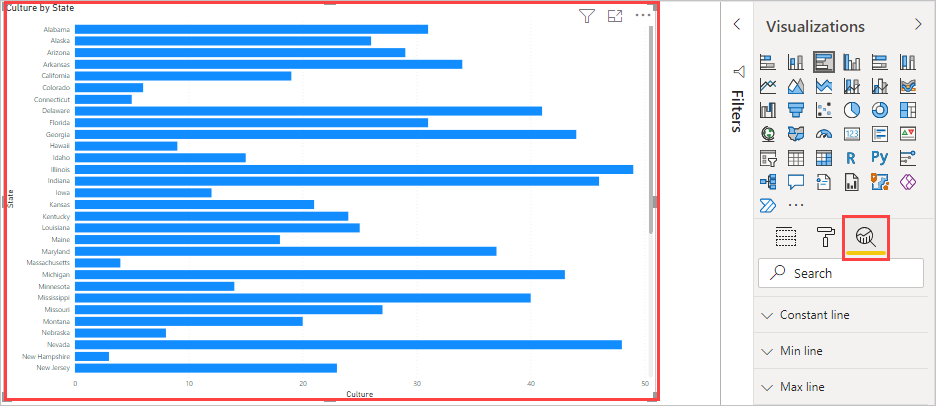 Culture by State
Alabama
Alaska
Arizona
Arkansas
California
Colorado
Connecticut
Delaware
Florida
Georgia
Hawaii
Idaho
Illinois
Indiana
Iowa
Kansas
Kentucky
Louisiana
Maine
Maryland
Massachusetts
Michigan
Minnesota
Mississippi
Missouri
Montana
Nebraska
Nevada
New Hampshire
New Jersey
State
0 10 20 30 40 50
Culture
Filters
Visualizations
123
R Py
Search
Constant line
Min line
Max line